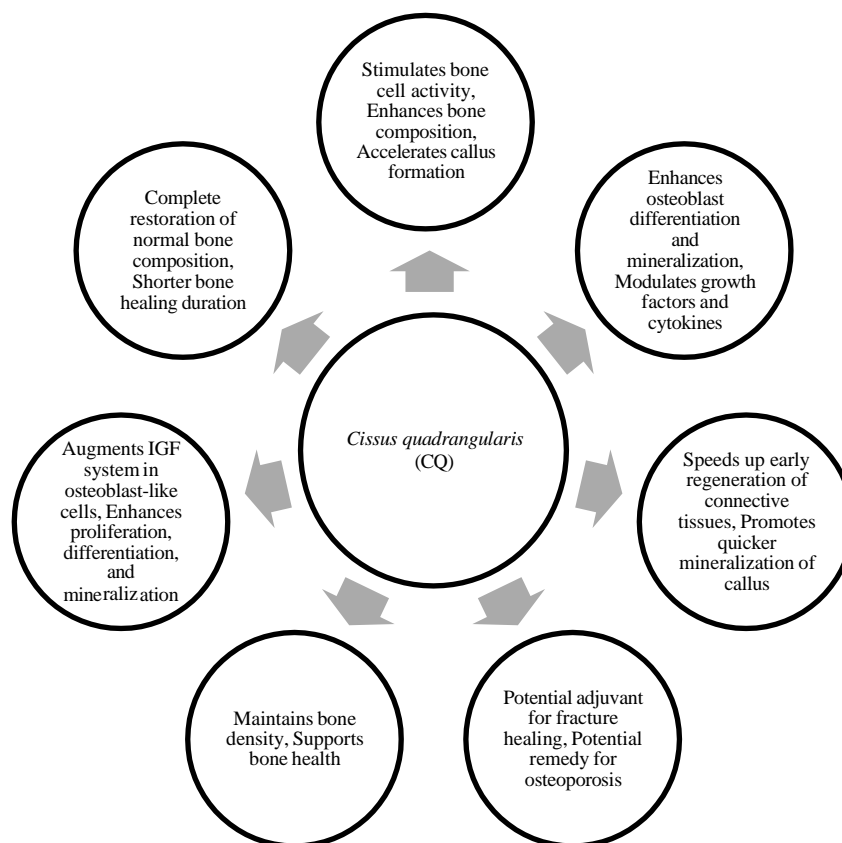 Stimulates bone
cell activity,
Enhances bone
composition,
Accelerates callus
formation
Enhances
osteoblast
differentiation
and
mineralization,
Modulates growth
factors and
cytokines
Speeds up early
regeneration of
connective
tissues, Promotes
quicker
mineralization of
callus
Potential adjuvant
for fracture
healing, Potential
remedy for
osteoporosis
Maintains bone
density, Supports
bone health
Augments IGF
system in
osteoblast-like
cells, Enhances
proliferation,
differentiation,
and
mineralization
Complete
restoration of
normal bone
composition,
Shorter bone
healing duration
Cissus quadrangularis
(CQ)